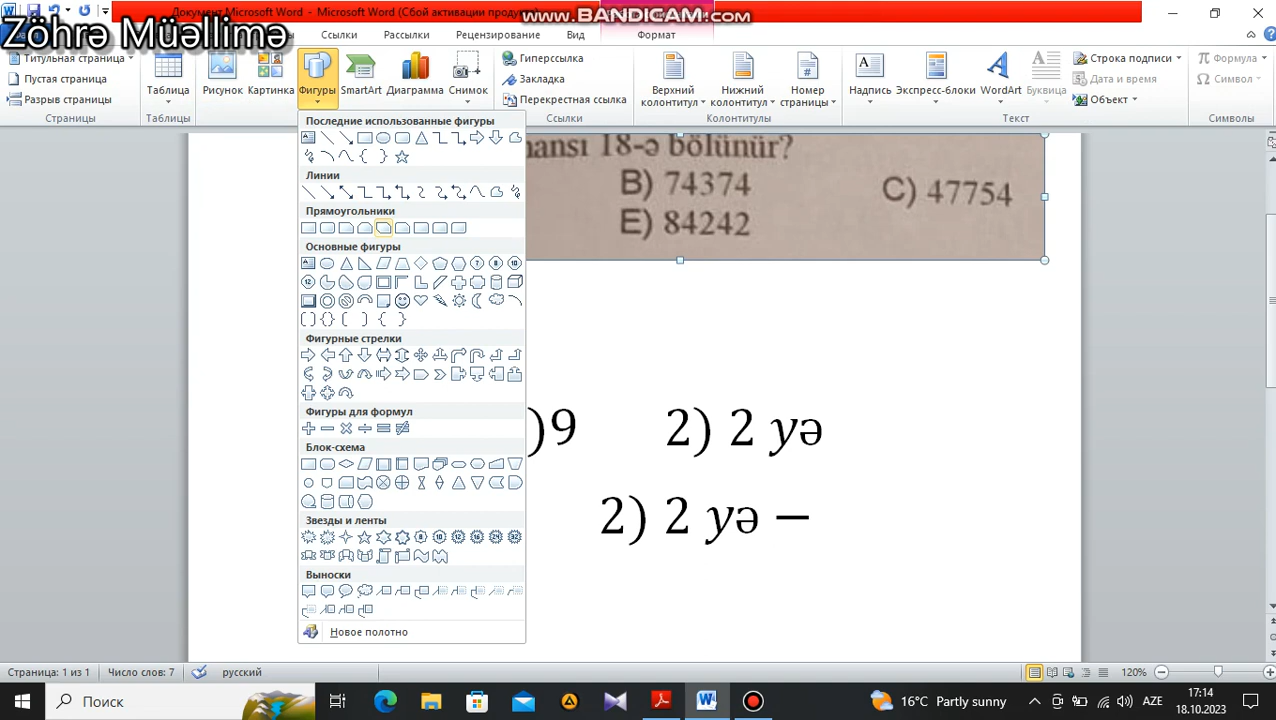 Документ Microsoft Word - Microsoft Word (Сбой активации продукта)
www.BANDICAM.com
Zöhrə Müəllimə
Ссылки Рассылки Рецензирование Вид Формат
Титульная страница
Пустая страница
Разрыв страницы
Страницы
Таблица
Таблицы
Рисунок Картинка Фигуры SmartArt Диаграмма Снимок
Гиперссылка
Закладка
Перекрестная ссылка
Ссылки
Верхний колонтитул
Нижний колонтитул
Номер страницы
Надпись Экспресс-блоки WordArt Буквица
Строка подписи
Дата и время
Объект
Текст
Формула
Символ
Символы
Последние использованные фигуры
Линии
Прямоугольники
Основные фигуры
Фигурные стрелки
Фигуры для формул
Блок-схема
Звезды и ленты
Выноски
Новое полотно
18-ə bölünür?
B) 74374 C) 47754
E) 84242
)9 2) 2 yə
2) 2 yə −
Страница: 1 из 1 Число слов: 7 русский 120%
Поиск
16°C Partly sunny AZE 17:14
18.10.2023